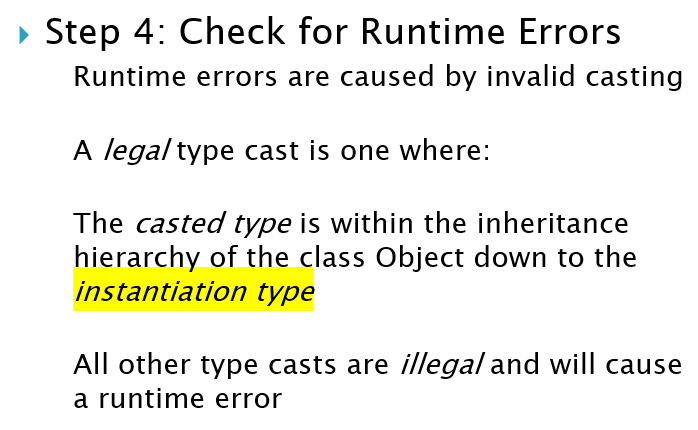 Step 4: Check for Runtime Errors
Runtime errors are caused by invalid casting
A legal type cast is one where:
The casted type is within the inheritance
hierarchy of the class Object down to the
instantiation type
All other type casts are illegal and will cause
a runtime error